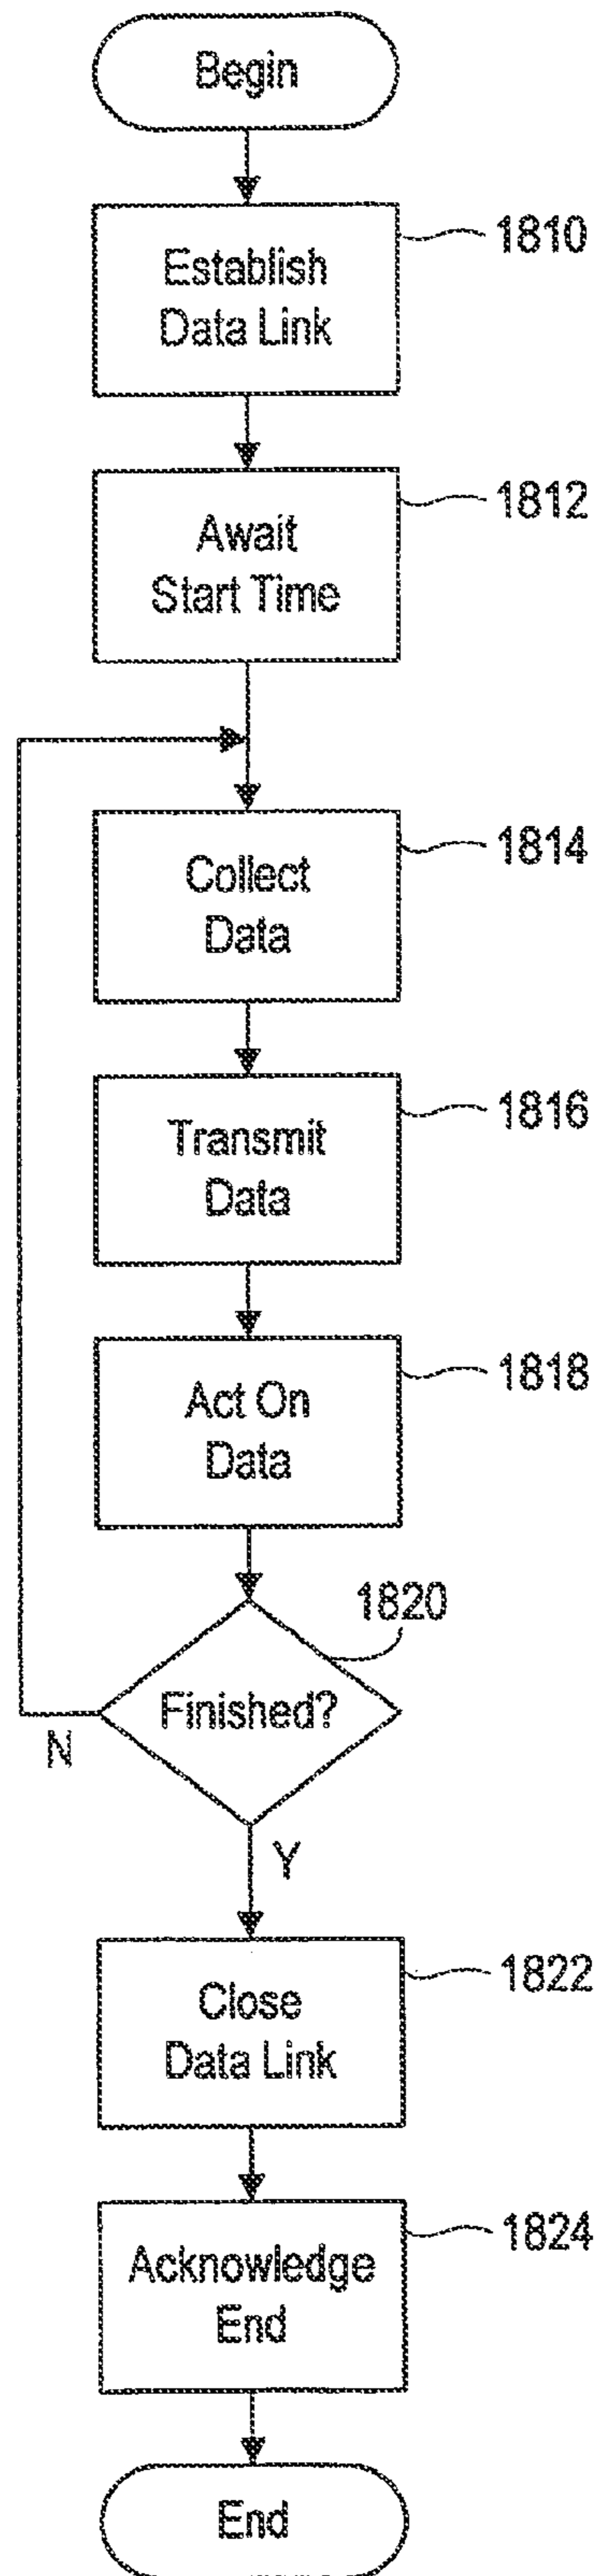 Begin
1810
Establish
Data Link
1812
Await
Start Time
1814
Collect
Data
1816
Transmit
Data
1818
Act On
Data
1820
Finished?
N
Y
1822
Close
Data Link
1824
Acknowledge
End
End